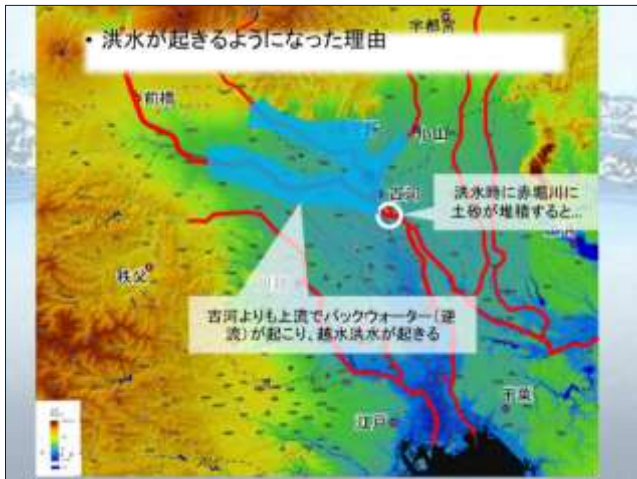 • 洪水が起きるようになった理由
宇都宮
前橋
小山
古河
洪水時に赤堀川に
土砂が堆積すると…
秩父
古河よりも上流でバックウォーター（逆
流）が起こり、越水洪水が起きる
千葉
江戸